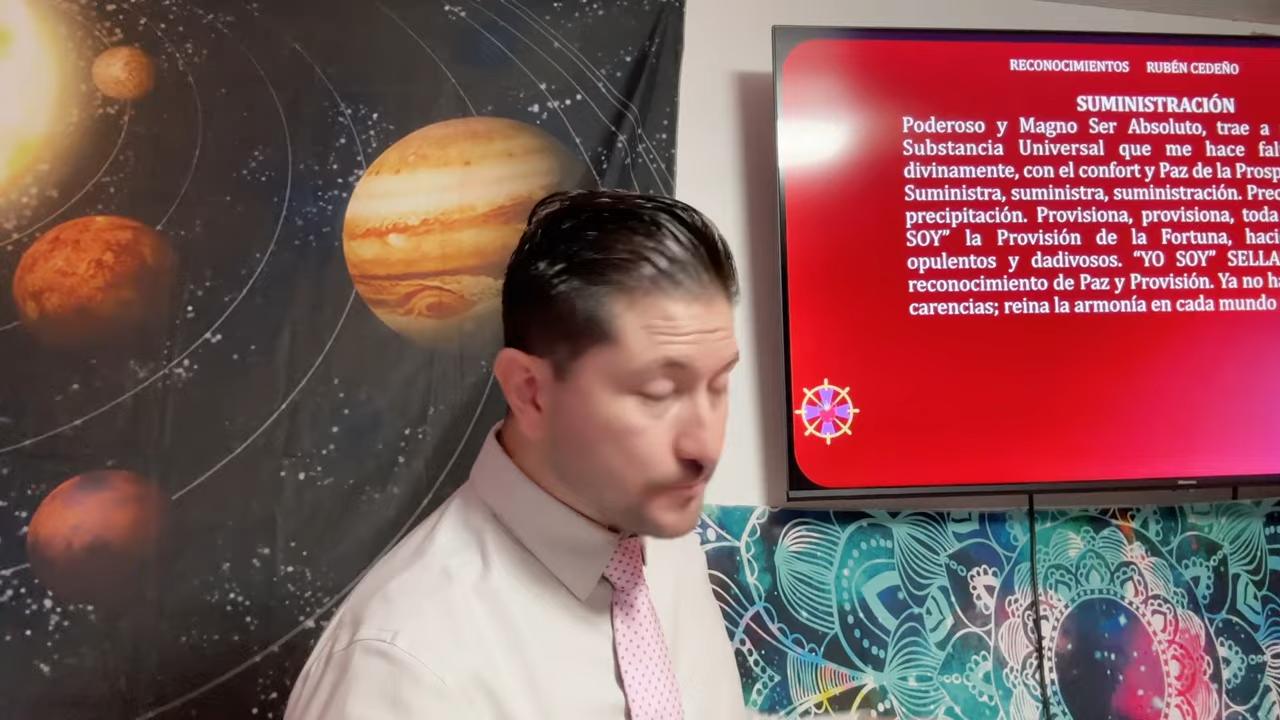 RECONOCIMIENTOS RUBÉN CEDEÑO
SUMINISTRACIÓN
Poderoso y Magno Ser Absoluto, trae a
Substancia Universal que me hace
divinamente, con el confort y Paz de la
Suministra, suministra, suministración.
precipitación. Provisiona, provisiona, toda
SOY” la Provisión de la Fortuna,
opulentos y dadivosos. “YO SOY”
reconocimiento de Paz y Provisión. Ya no
carencias; reina la armonía en cada mundo
Hisense